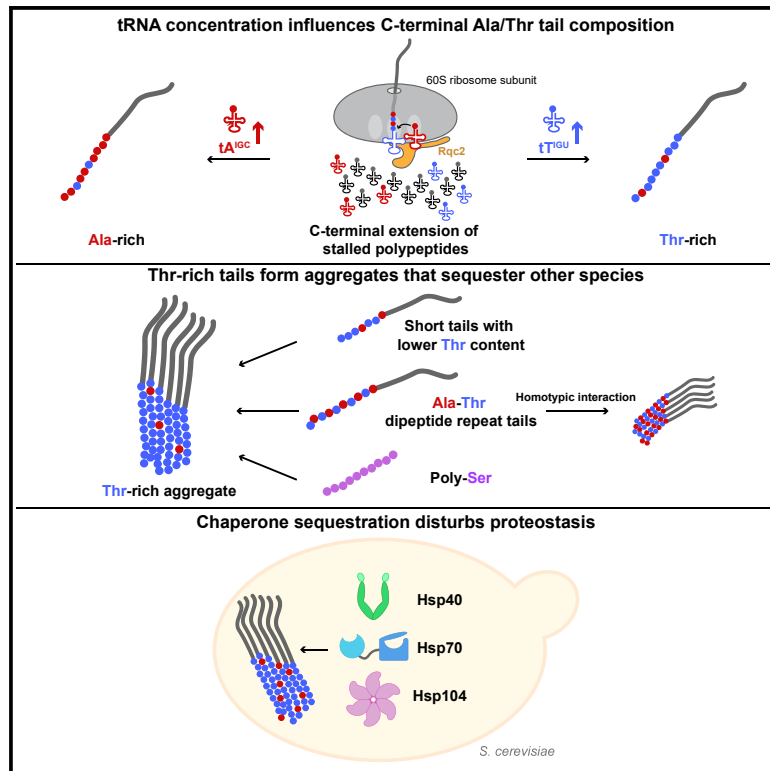 tRNA concentration influences C-terminal Ala/Thr tail composition
60S ribosome subunit
tA^IGC
tT^IGU
Rqc2
Ala-rich
C-terminal extension of
stalled polypeptides
Thr-rich
Thr-rich tails form aggregates that sequester other species
Short tails with
lower Thr content
Ala-Thr
dipeptide repeat tails
Homotypic interaction
Poly-Ser
Thr-rich aggregate
Chaperone sequestration disturbs proteostasis
Hsp40
Hsp70
Hsp104
S. cerevisiae